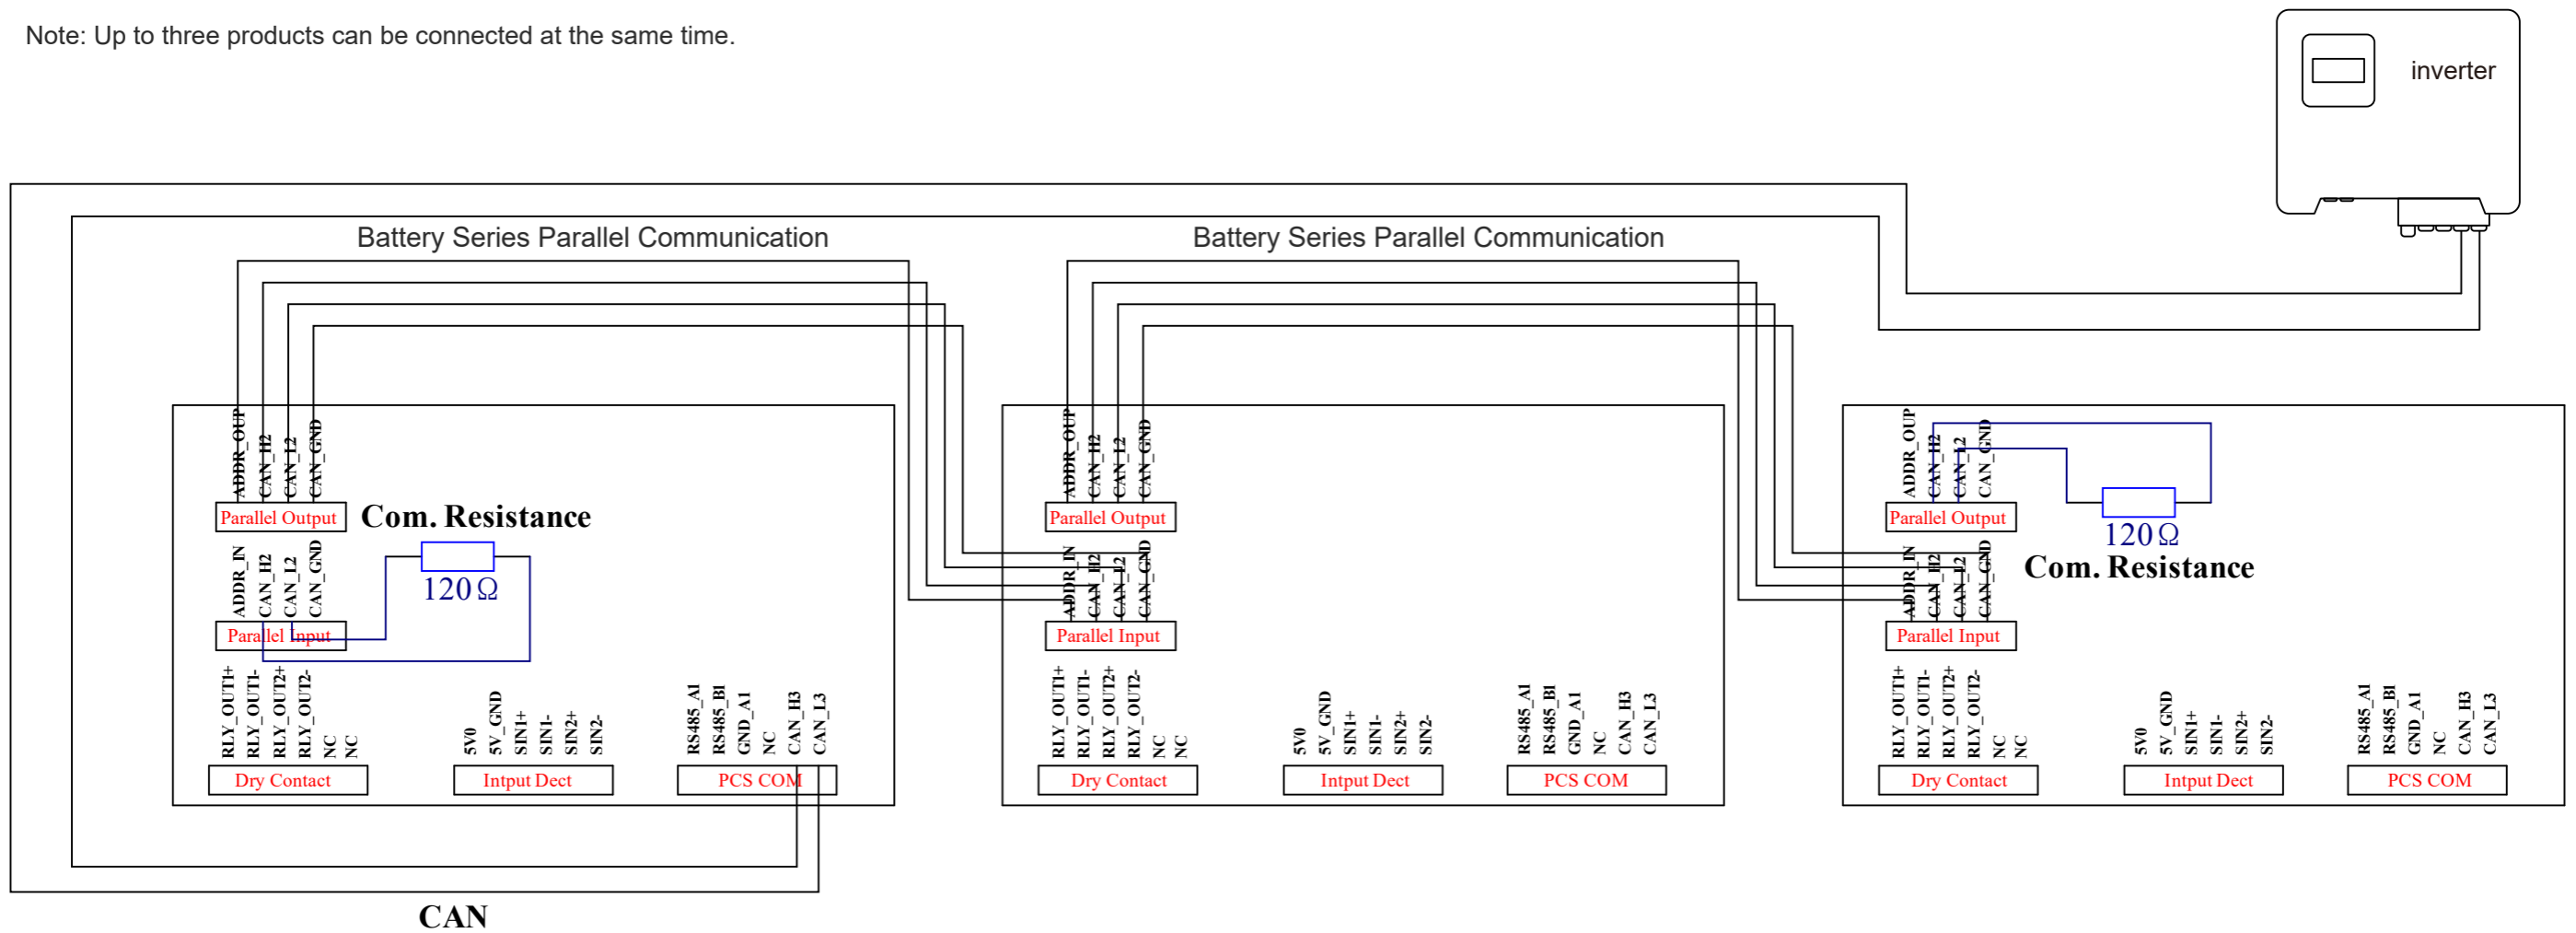 Note: Up to three products can be connected at the same time.
inverter
Battery Series Parallel Communication
Battery Series Parallel Communication
ADDR_OUP
CAN_H2
CAN_L2
CAN_GND
Parallel Output
Com. Resistance
120Ω
ADDR_IN
CAN_H2
CAN_L2
CAN_GND
Parallel Input
RLY_OUT1+
RLY_OUT1-
RLY_OUT2+
RLY_OUT2-
NC
NC
Dry Contact
5V0
5V_GND
SIN1+
SIN1-
SIN2+
SIN2-
Intput Dect
RS485_A1
RS485_B1
GND_A1
NC
CAN_H3
CAN_L3
PCS COM
ADDR_OUP
CAN_H2
CAN_L2
CAN_GND
Parallel Output
ADDR_IN
CAN_H2
CAN_L2
CAN_GND
Parallel Input
RLY_OUT1+
RLY_OUT1-
RLY_OUT2+
RLY_OUT2-
NC
NC
Dry Contact
5V0
5V_GND
SIN1+
SIN1-
SIN2+
SIN2-
Intput Dect
RS485_A1
RS485_B1
GND_A1
NC
CAN_H3
CAN_L3
PCS COM
ADDR_OUP
CAN_H2
CAN_L2
CAN_GND
Parallel Output
120Ω
Com. Resistance
ADDR_IN
CAN_H2
CAN_L2
CAN_GND
Parallel Input
RLY_OUT1+
RLY_OUT1-
RLY_OUT2+
RLY_OUT2-
NC
NC
Dry Contact
5V0
5V_GND
SIN1+
SIN1-
SIN2+
SIN2-
Intput Dect
RS485_A1
RS485_B1
GND_A1
NC
CAN_H3
CAN_L3
PCS COM
CAN